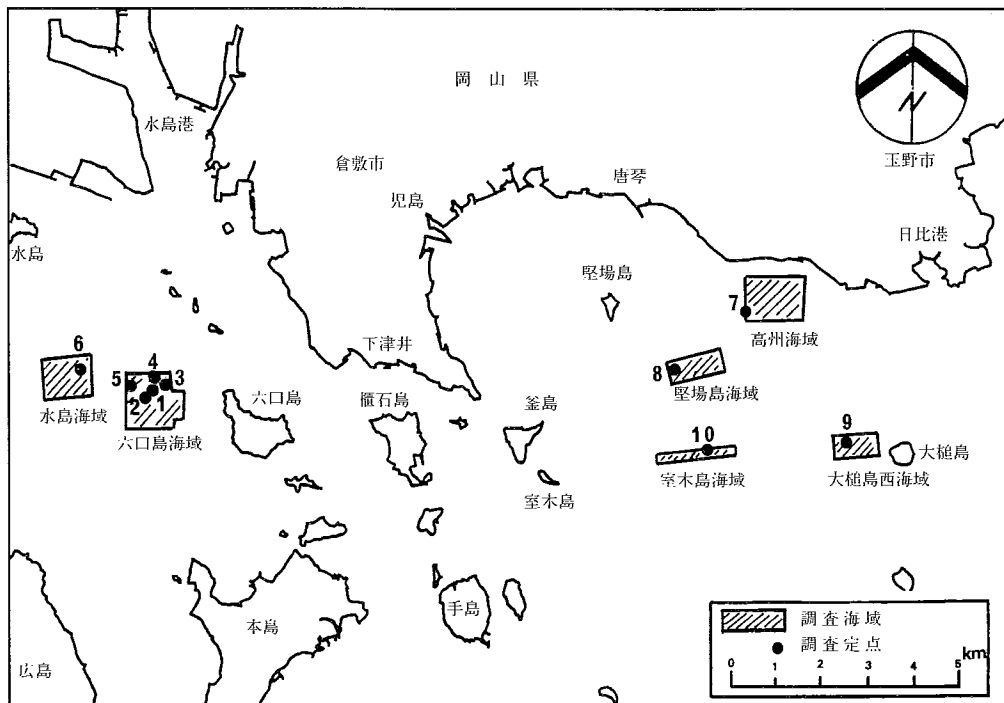 岡山県
N
水島港
玉野市
倉敷市
唐琴
児島
日比港
水島
堅場島
7
高州海域
下津井
6
4
5
3
2
1
8
水島海域
六口島
櫃石島
釜島
堅場島海域
六口島海域
10
9
大槌島
室木島海域
大槌島西海域
室木島
手島
本島
広島
調査海域
調査定点
km
0 1 2 3 4 5